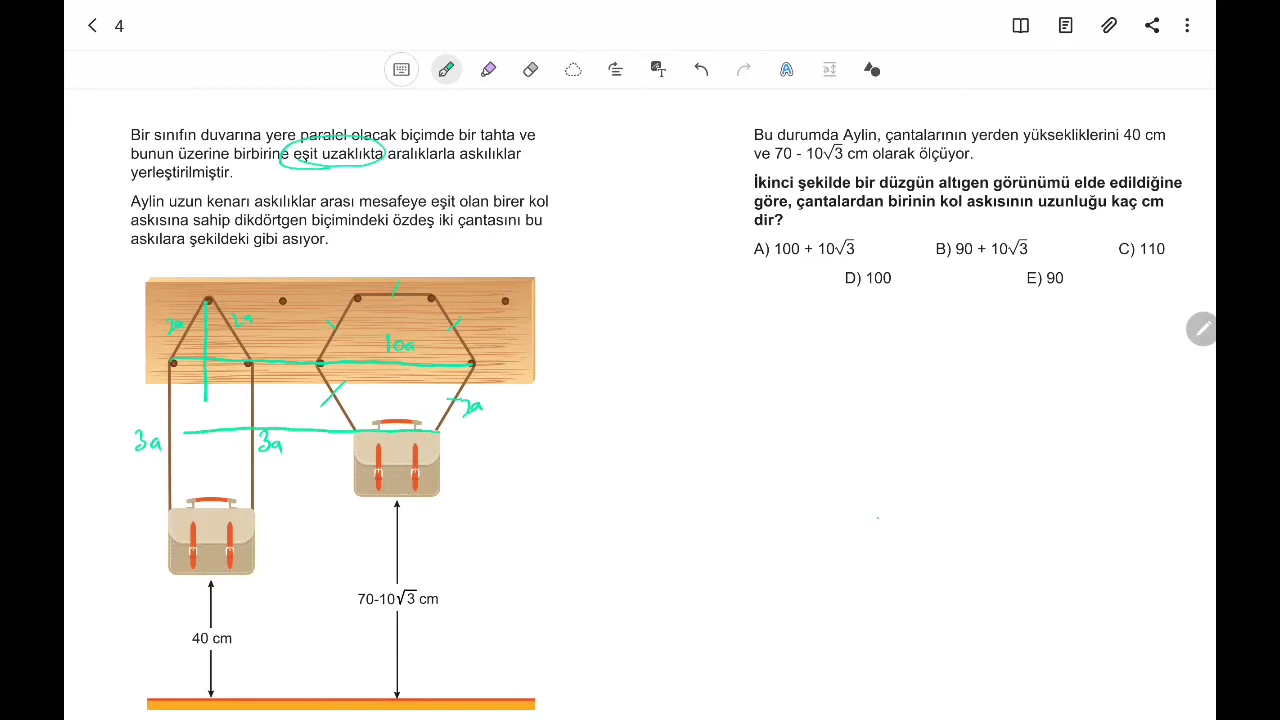 4
Bir sınıfın duvarına yere paralel olacak biçimde bir tahta ve
bunun üzerine birbirine eşit uzaklıkta aralıklarla askılıklar
yerleştirilmiştir.
Aylin uzun kenarı askılıklar arası mesafeye eşit olan birer kol
askısına sahip dikdörtgen biçimindeki özdeş iki çantasını bu
askılara şekildeki gibi asıyor.
2a
2a
10a
3a
3a
2a
40 cm
70-10√3 cm
Bu durumda Aylin, çantalarının yerden yüksekliklerini 40 cm
ve 70 - 10√3 cm olarak ölçüyor.
İkinci şekilde bir düzgün altıgen görünümü elde edildiğine
göre, çantalardan birinin kol askısının uzunluğu kaç cm
dir?
A) 100 + 10√3 B) 90 + 10√3 C) 110
D) 100 E) 90